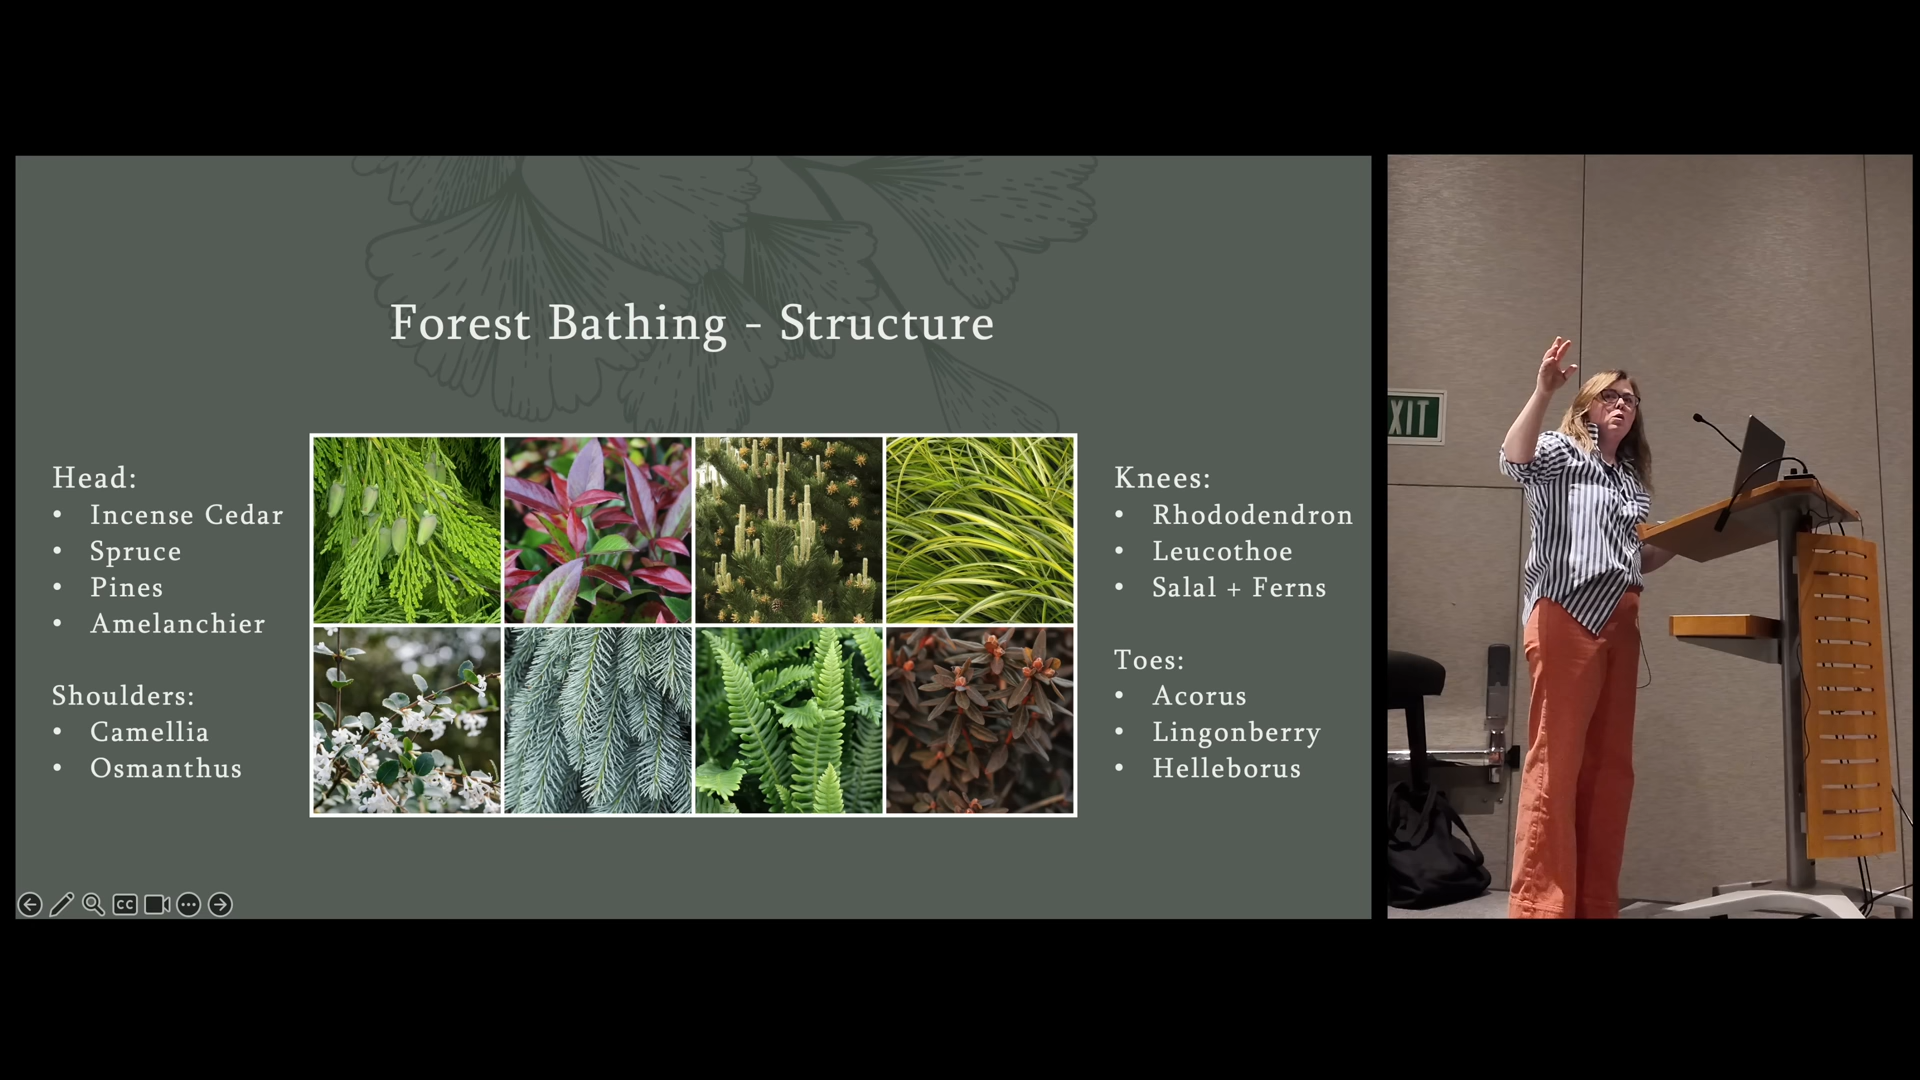 Forest Bathing - Structure
Head:
• Incense Cedar
• Spruce
• Pines
• Amelanchier
Shoulders:
• Camellia
• Osmanthus
Knees:
• Rhododendron
• Leucothoe
• Salal + Ferns
Toes:
• Acorus
• Lingonberry
• Helleborus
CC
XIT